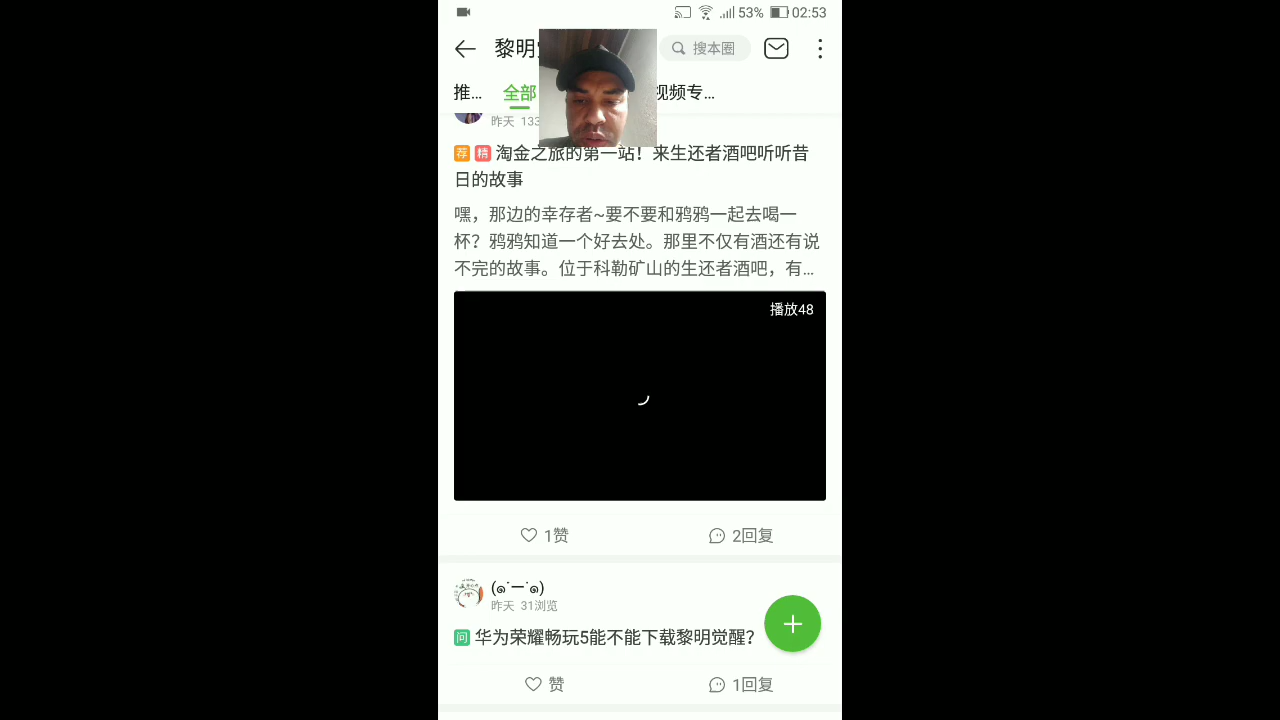 53% 02:53
黎明 搜本圈
推... 全部 视频专...
昨天 133
荐 精 淘金之旅的第一站！来生还者酒吧听听昔
日的故事
嘿，那边的幸存者~要不要和鸦鸦一起去喝一
杯？鸦鸦知道一个好去处。那里不仅有酒还有说
不完的故事。位于科勒矿山的生还者酒吧，有...
播放48
1赞 2回复
(๑˙ー˙๑)
昨天 31浏览
问 华为荣耀畅玩5能不能下载黎明觉醒？
赞 1回复